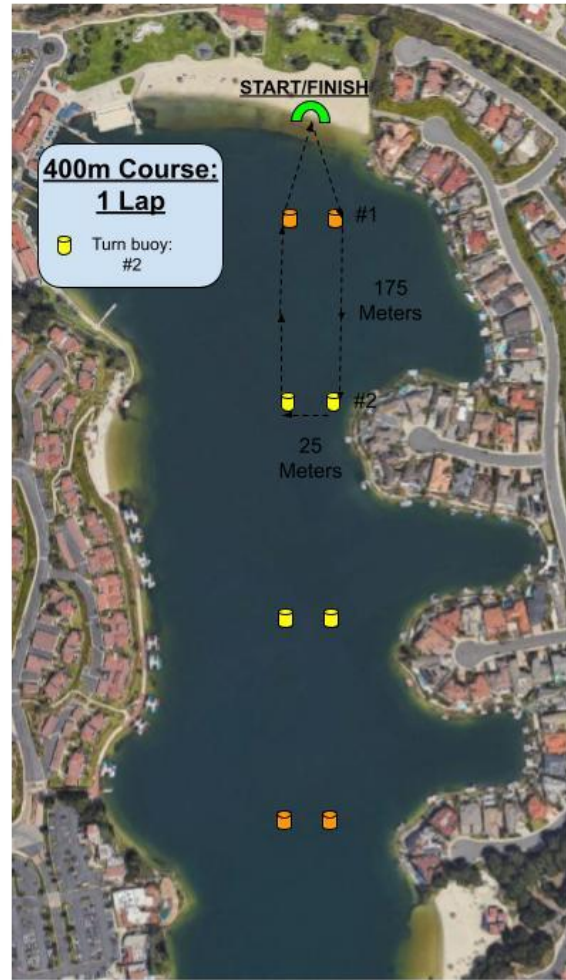 START/FINISH
400m Course:
1 Lap
Turn buoy:
#2
#1
175
Meters
#2
25
Meters